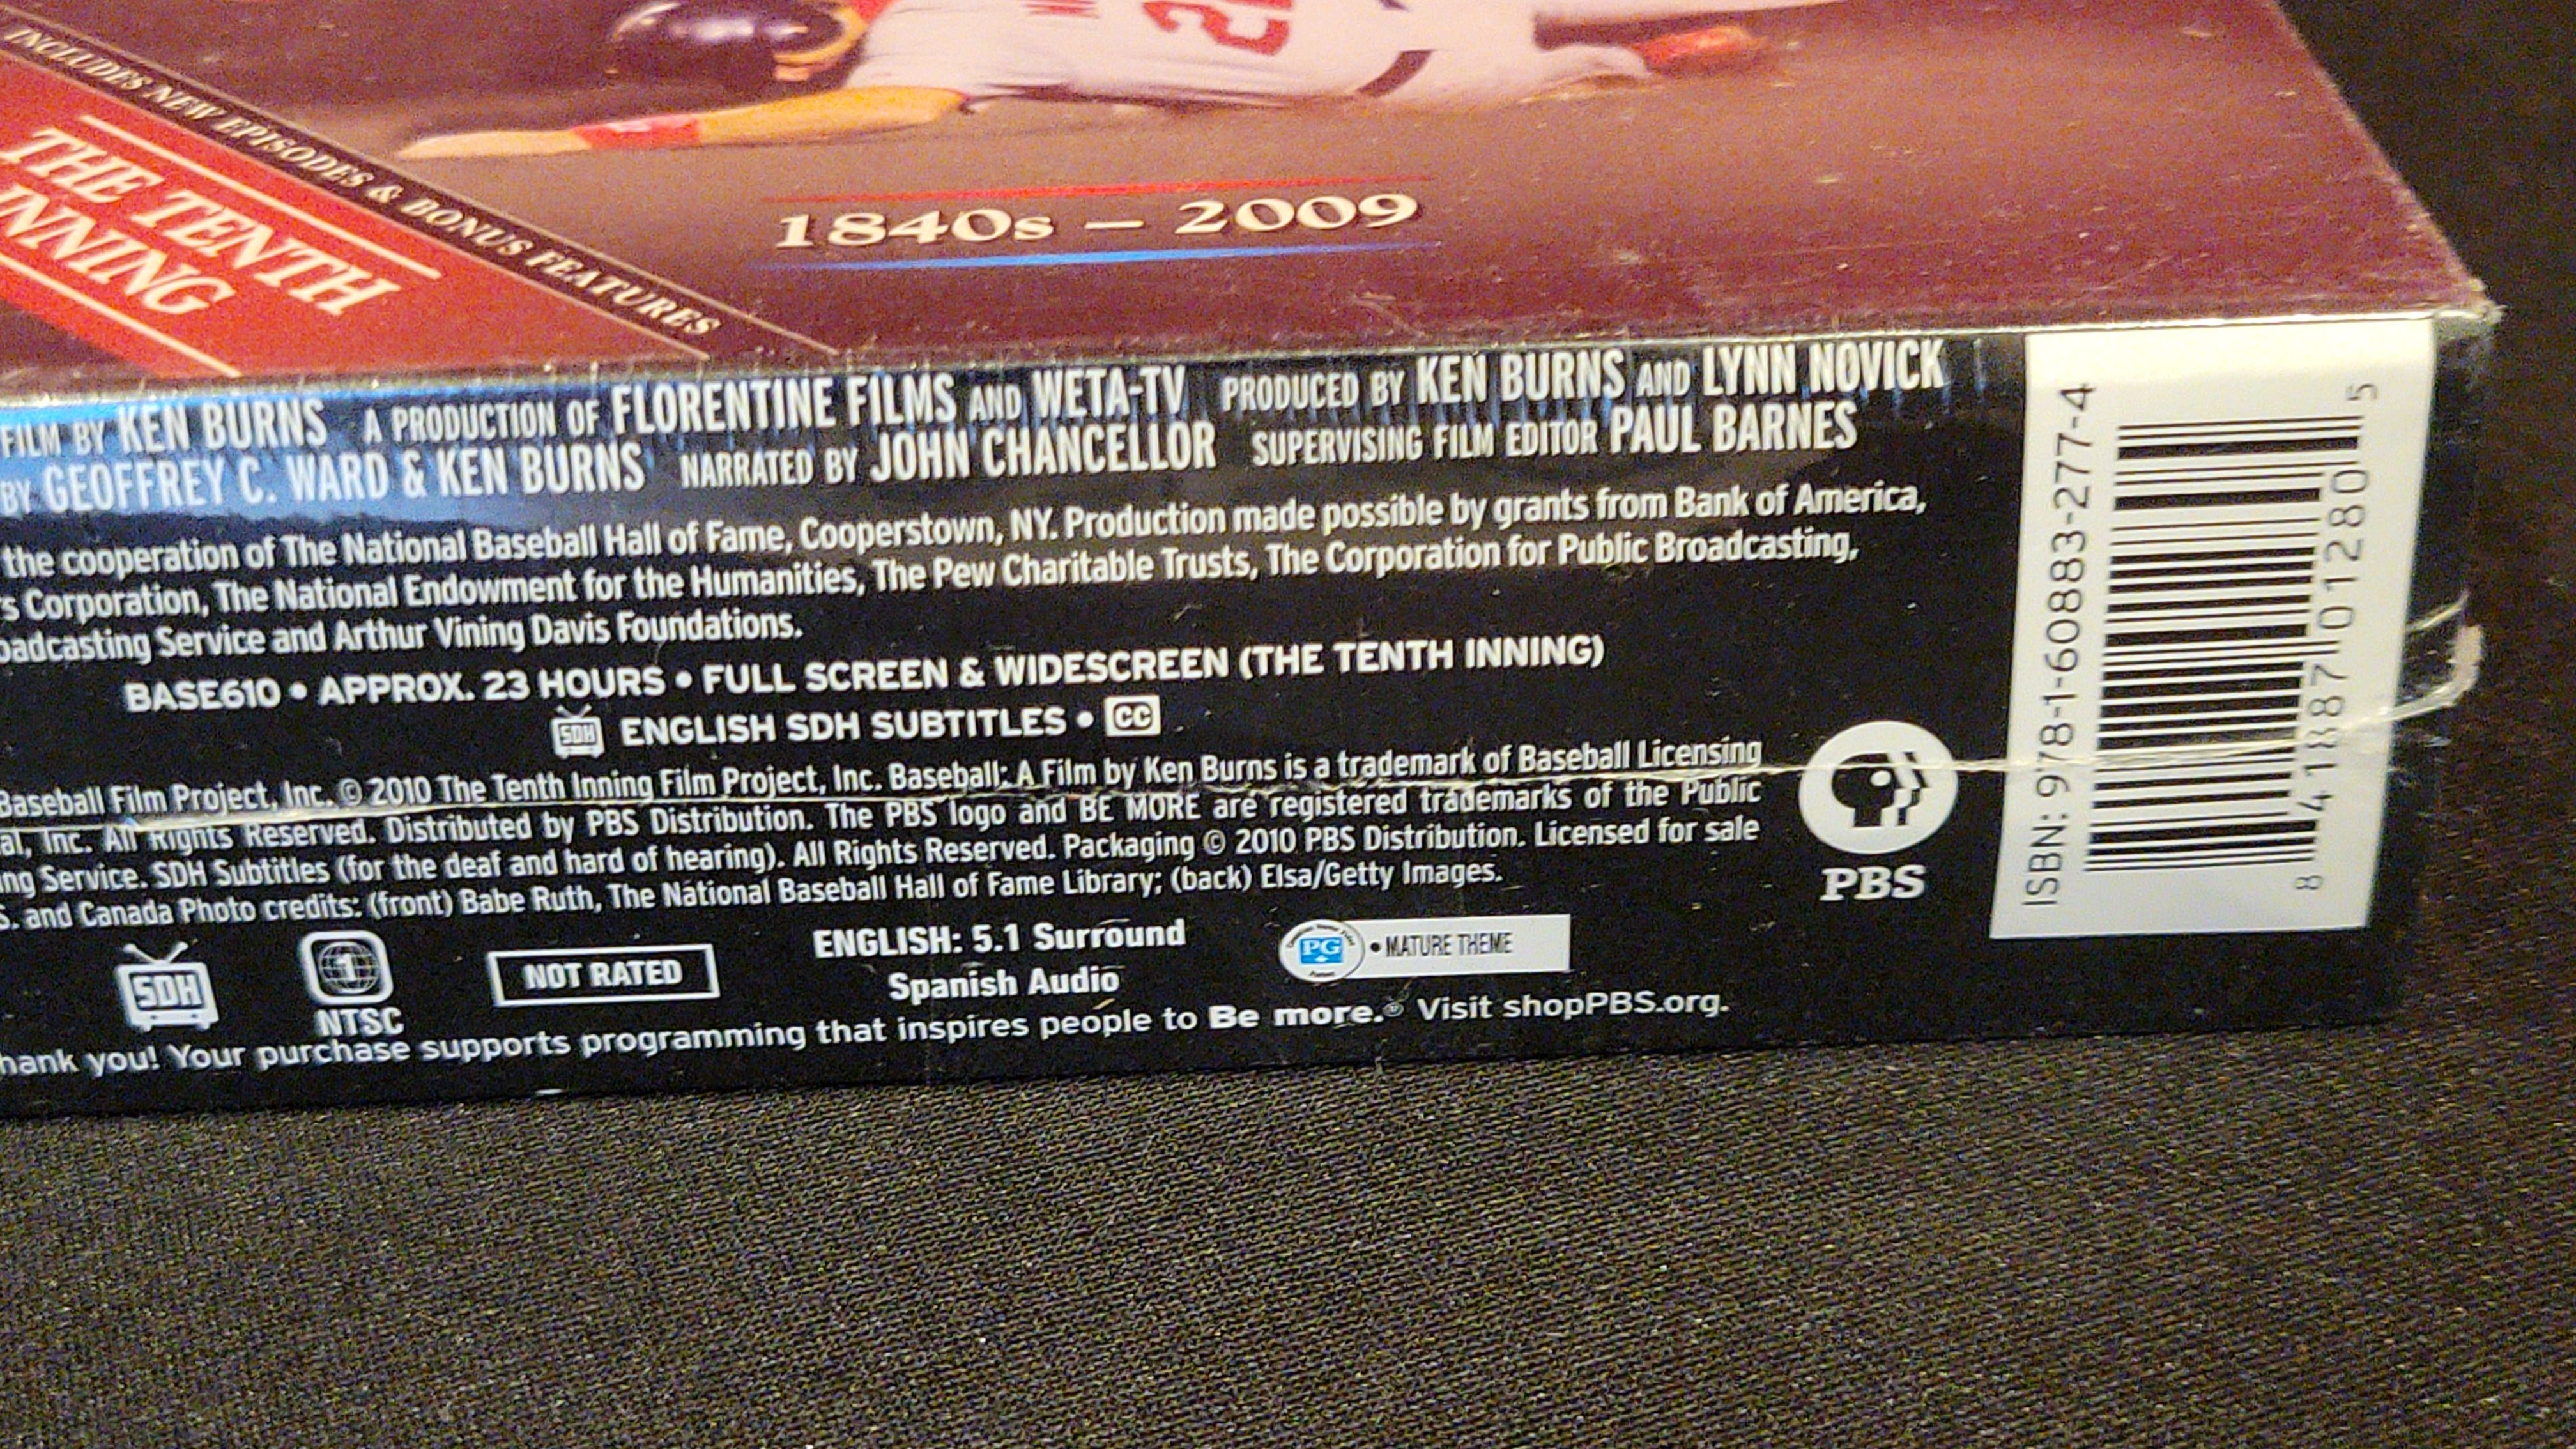 INCLUDES NEW EPISODES & BONUS FEATURES
THE TENTH
INNING
21
1840s – 2009
FILM BY KEN BURNS A PRODUCTION OF FLORENTINE FILMS AND WETA-TV PRODUCED BY KEN BURNS AND LYNN NOVICK
BY GEOFFREY C. WARD & KEN BURNS NARRATED BY JOHN CHANCELLOR SUPERVISING FILM EDITOR PAUL BARNES
the cooperation of The National Baseball Hall of Fame, Cooperstown, NY. Production made possible by grants from Bank of America,
s Corporation, The National Endowment for the Humanities, The Pew Charitable Trusts, The Corporation for Public Broadcasting,
oadcasting Service and Arthur Vining Davis Foundations.
BASE610 • APPROX. 23 HOURS • FULL SCREEN & WIDESCREEN (THE TENTH INNING)
SDH ENGLISH SDH SUBTITLES • CC
Baseball Film Project, Inc. © 2010 The Tenth Inning Film Project, Inc. Baseball: A Film by Ken Burns is a trademark of Baseball Licensing
al, Inc. All Rights Reserved. Distributed by PBS Distribution. The PBS logo and BE MORE are registered trademarks of the Public
ing Service. SDH Subtitles (for the deaf and hard of hearing). All Rights Reserved. Packaging © 2010 PBS Distribution. Licensed for sale
S. and Canada Photo credits: (front) Babe Ruth, The National Baseball Hall of Fame Library; (back) Elsa/Getty Images.
SDH
1
NTSC
NOT RATED
ENGLISH: 5.1 Surround
Spanish Audio
PG • MATURE THEME
hank you! Your purchase supports programming that inspires people to Be more.® Visit shopPBS.org.
PBS
ISBN: 978-1-60883-277-4
8 41887 01280 5